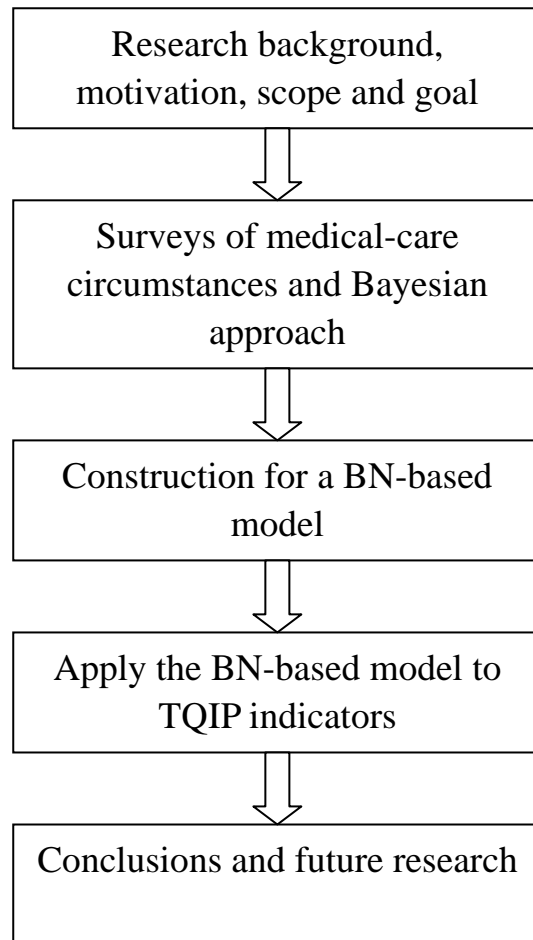 Research background,
motivation, scope and goal
Surveys of medical-care
circumstances and Bayesian
approach
Construction for a BN-based
model
Apply the BN-based model to
TQIP indicators
Conclusions and future research